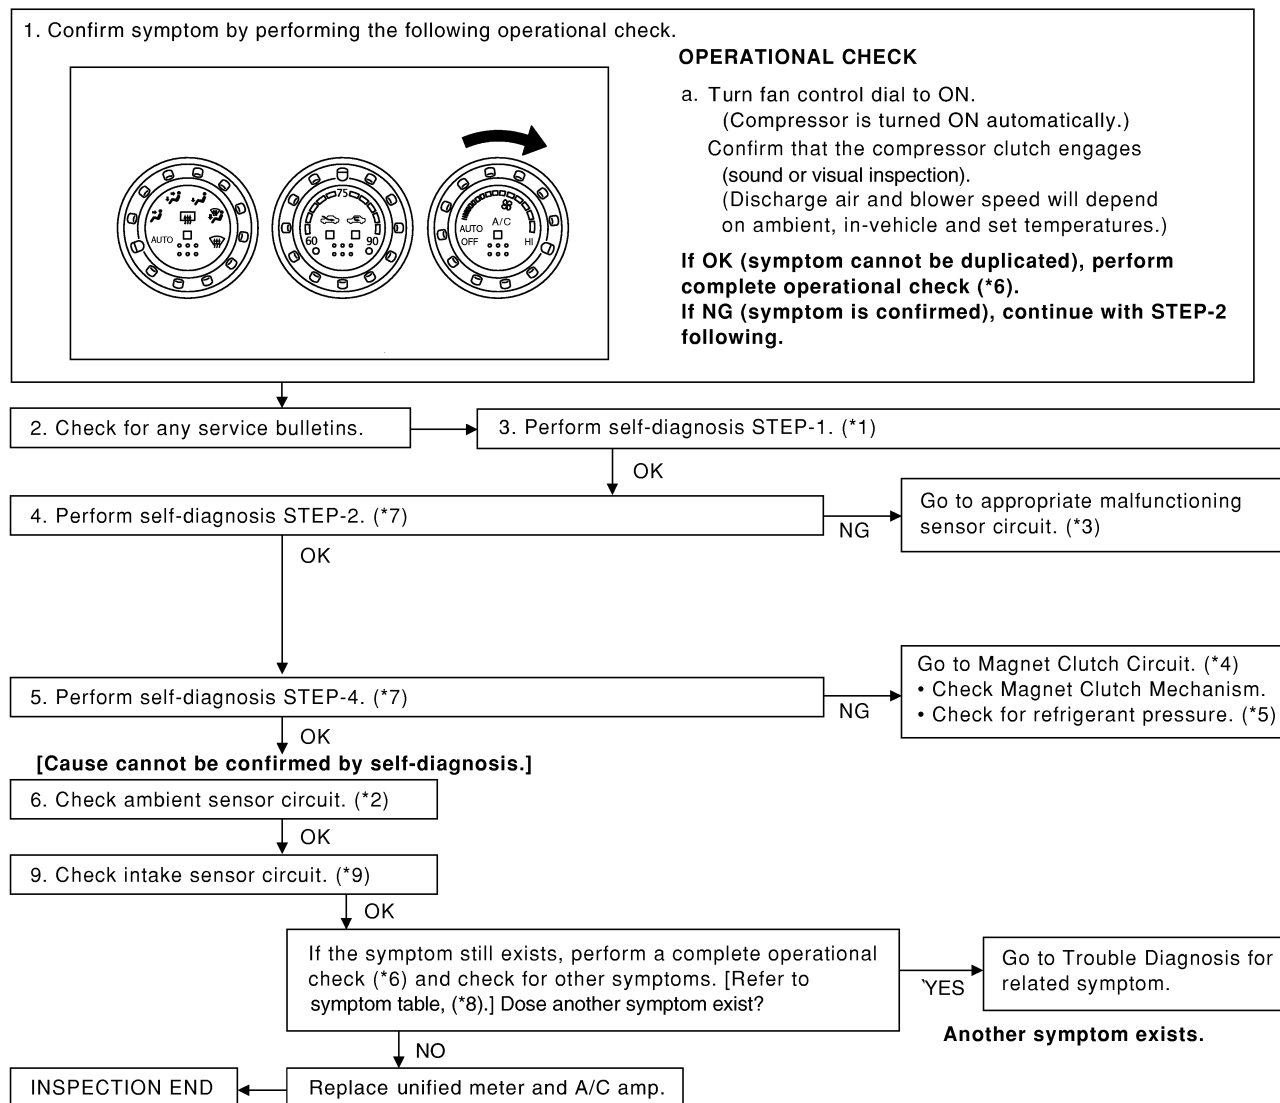 1. Confirm symptom by performing the following operational check.
OPERATIONAL CHECK
a. Turn fan control dial to ON.
(Compressor is turned ON automatically.)
Confirm that the compressor clutch engages
(sound or visual inspection).
(Discharge air and blower speed will depend
on ambient, in-vehicle and set temperatures.)
If OK (symptom cannot be duplicated), perform
complete operational check (*6).
If NG (symptom is confirmed), continue with STEP-2
following.
AUTO
75
60
90
A/C
AUTO
OFF
HI
2. Check for any service bulletins.
3. Perform self-diagnosis STEP-1. (*1)
OK
4. Perform self-diagnosis STEP-2. (*7)
NG
Go to appropriate malfunctioning
sensor circuit. (*3)
OK
5. Perform self-diagnosis STEP-4. (*7)
NG
Go to Magnet Clutch Circuit. (*4)
• Check Magnet Clutch Mechanism.
• Check for refrigerant pressure. (*5)
OK
[Cause cannot be confirmed by self-diagnosis.]
6. Check ambient sensor circuit. (*2)
OK
9. Check intake sensor circuit. (*9)
OK
If the symptom still exists, perform a complete operational
check (*6) and check for other symptoms. [Refer to
symptom table, (*8).] Dose another symptom exist?
YES
Go to Trouble Diagnosis for
related symptom.
Another symptom exists.
NO
Replace unified meter and A/C amp.
INSPECTION END